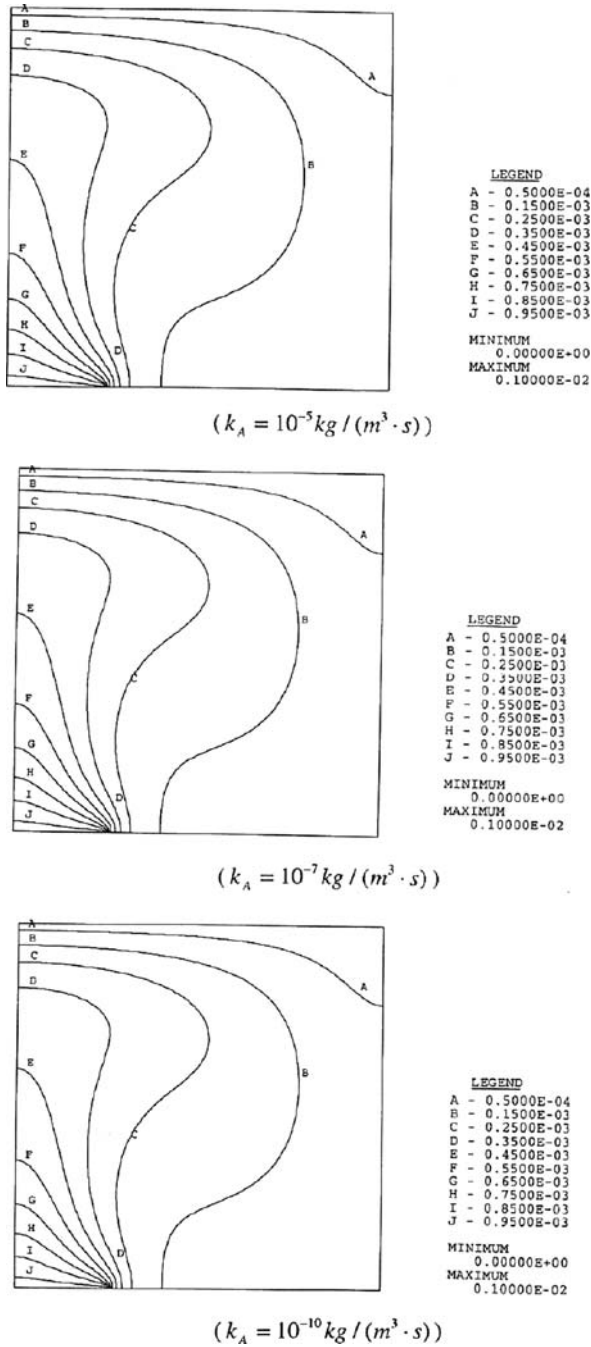 A
B
C
D
E
F
G
H
I
J
A
B
C
D
LEGEND
A - 0.5000E-04
B - 0.1500E-03
C - 0.2500E-03
D - 0.3500E-03
E - 0.4500E-03
F - 0.5500E-03
G - 0.6500E-03
H - 0.7500E-03
I - 0.8500E-03
J - 0.9500E-03
MINIMUM
0.00000E+00
MAXIMUM
0.10000E-02
( k_A = 10^{-5} kg / (m^3 · s) )
A
B
C
D
E
F
G
H
I
J
A
B
C
D
LEGEND
A - 0.5000E-04
B - 0.1500E-03
C - 0.2500E-03
D - 0.3500E-03
E - 0.4500E-03
F - 0.5500E-03
G - 0.6500E-03
H - 0.7500E-03
I - 0.8500E-03
J - 0.9500E-03
MINIMUM
0.00000E+00
MAXIMUM
0.10000E-02
( k_A = 10^{-7} kg / (m^3 · s) )
A
B
C
D
E
F
G
H
I
J
A
B
C
D
LEGEND
A - 0.5000E-04
B - 0.1500E-03
C - 0.2500E-03
D - 0.3500E-03
E - 0.4500E-03
F - 0.5500E-03
G - 0.6500E-03
H - 0.7500E-03
I - 0.8500E-03
J - 0.9500E-03
MINIMUM
0.00000E+00
MAXIMUM
0.10000E-02
( k_A = 10^{-10} kg / (m^3 · s) )